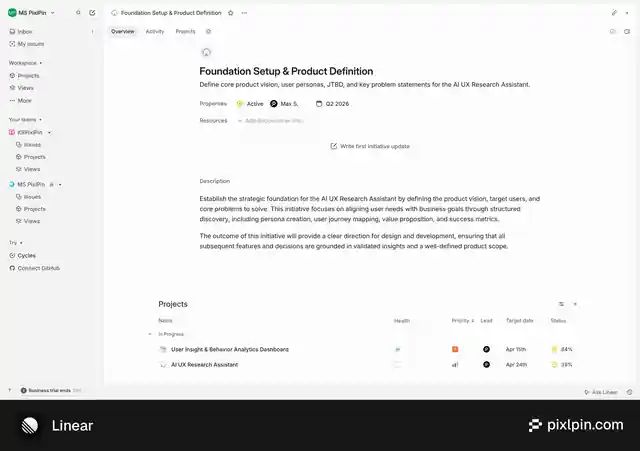 MS PixlPin
Foundation Setup & Product Definition
Inbox
My issues
Workspace
Projects
Views
More
Your teams
Issues
Projects
Views
MS PixlPin
Issues
Projects
Views
Try
Cycles
Connect GitHub
Business trial ends
Overview
Activity
Projects
Foundation Setup & Product Definition
Define core product vision, user personas, JTBD, and key problem statements for the AI UX Research Assistant.
Properties
Active
Max S.
Q2 2026
Resources
Write first initiative update
Description
Establish the strategic foundation for the AI UX Research Assistant by defining the product vision, target users, and
core problems to solve. This initiative focuses on aligning user needs with business goals through structured
discovery, including persona creation, user journey mapping, value proposition, and success metrics.
The outcome of this initiative will provide a clear direction for design and development, ensuring that all
subsequent features and decisions are grounded in validated insights and a well-defined product scope.
Projects
Name
Health
Priority
Lead
Target date
Status
In Progress
User Insight & Behavior Analytics Dashboard
Apr 15th
84%
AI UX Research Assistant
Apr 24th
Ask Linear
Linear
pixlpin.com